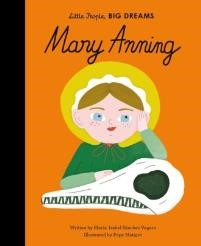 Little People, BIG DREAMS
Mary Anning
Written by Maria Isabel Sánchez Vegara
Illustrated by Popy Matigot